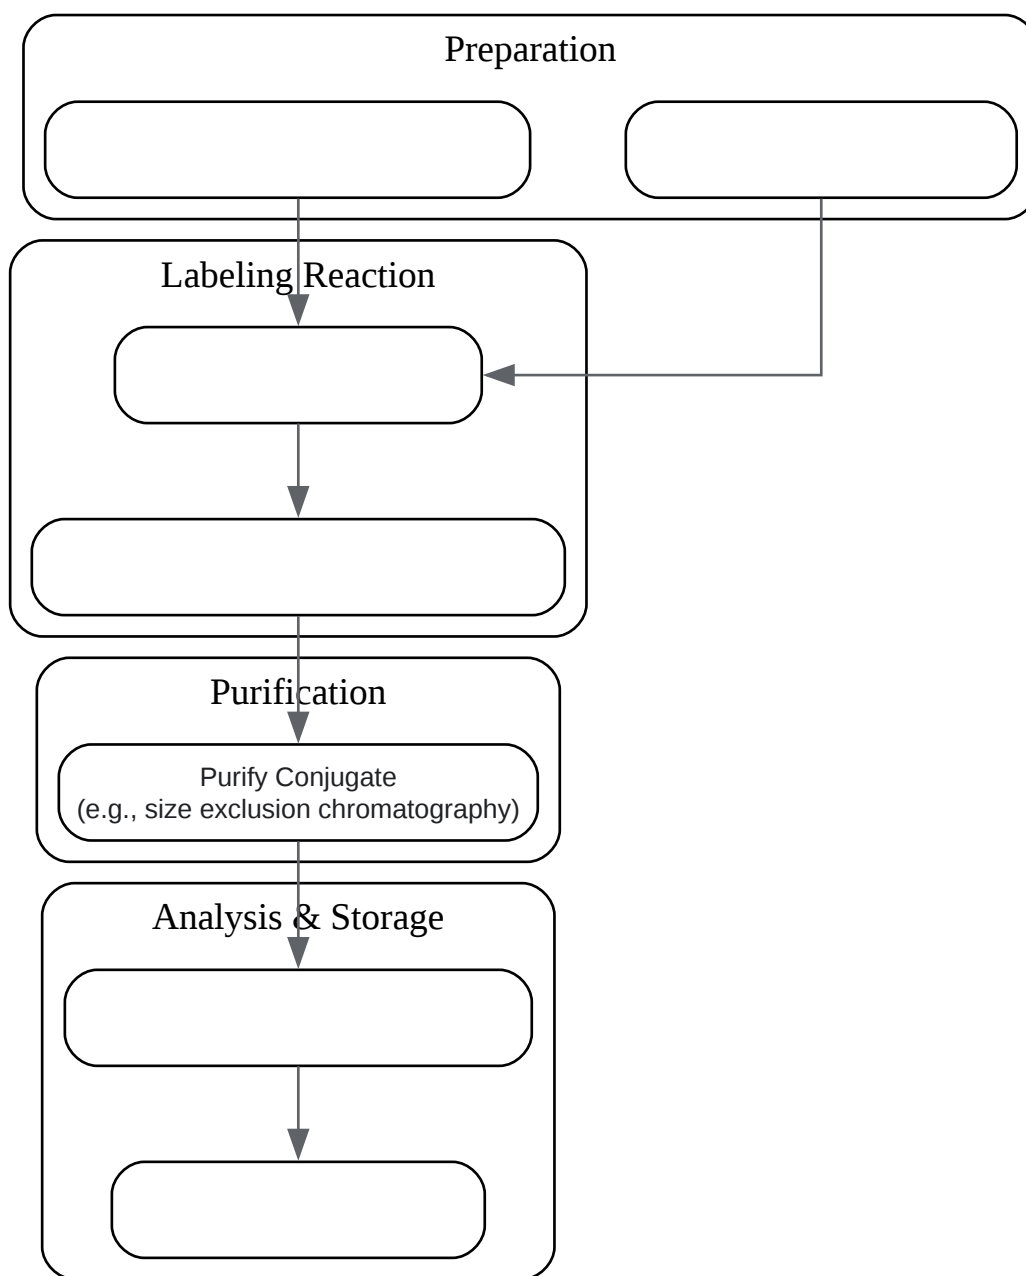 Preparation
Labeling Reaction
Purification
Purify Conjugate
(e.g., size exclusion chromatography)
Analysis & Storage